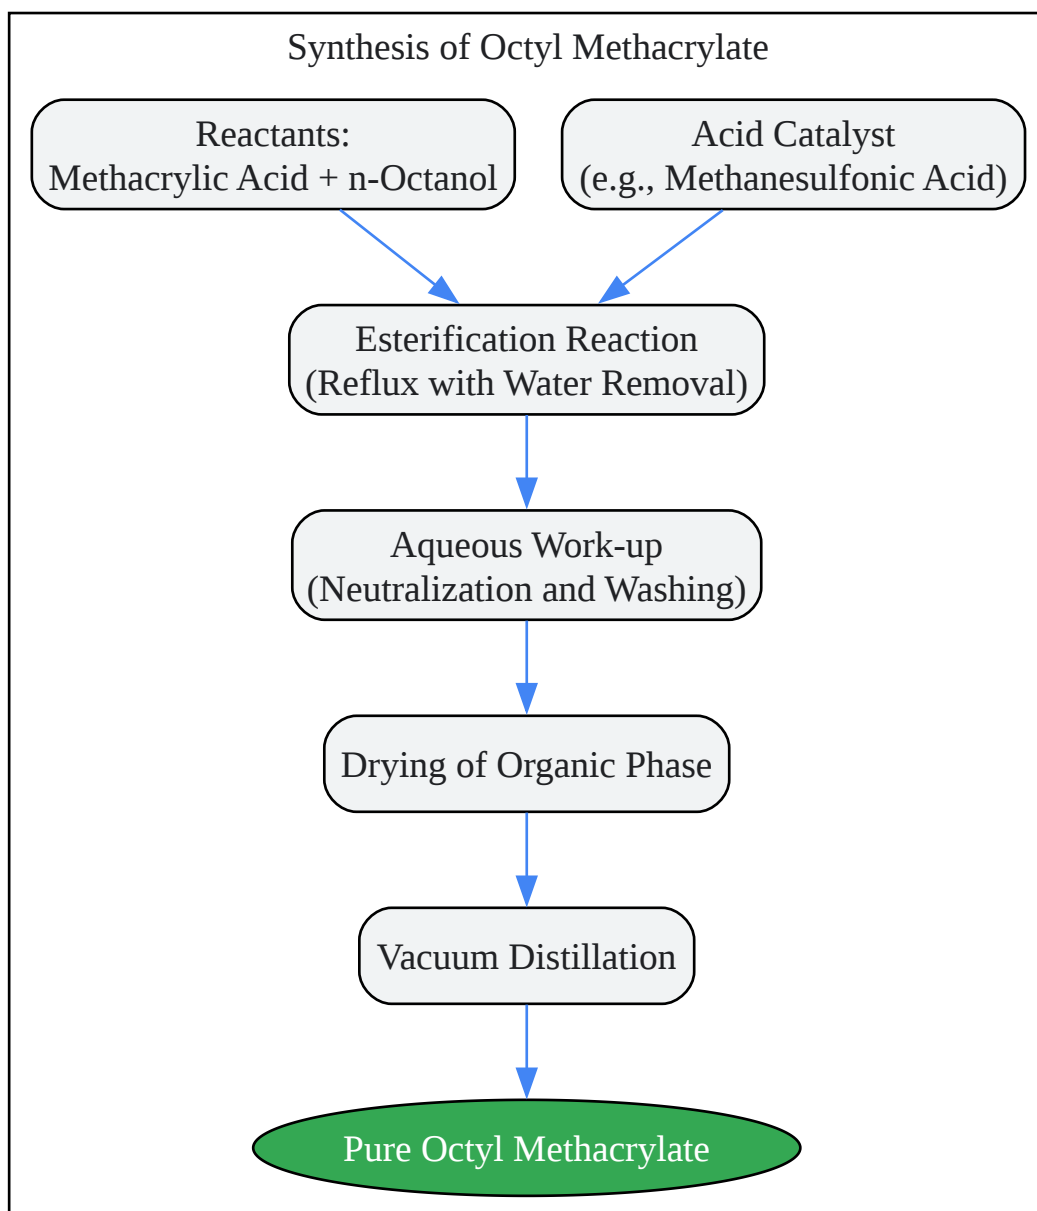 Synthesis of Octyl Methacrylate
Reactants:
Methacrylic Acid + n-Octanol
Acid Catalyst
(e.g., Methanesulfonic Acid)
Esterification Reaction
(Reflux with Water Removal)
Aqueous Work-up
(Neutralization and Washing)
Drying of Organic Phase
Vacuum Distillation
Pure Octyl Methacrylate